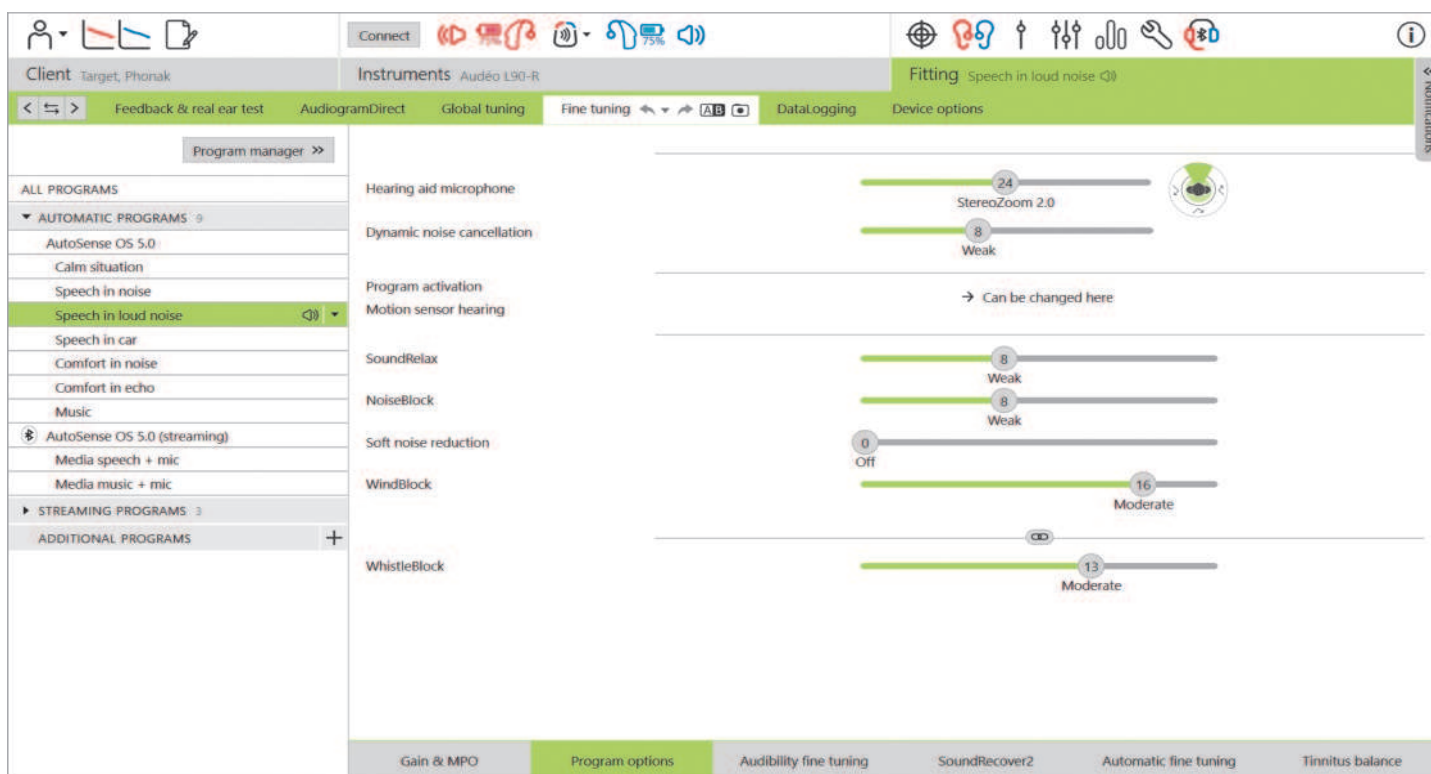 Connect
75%
Client Target, Phonak
Instruments Audéo L90-R
Fitting Speech in loud noise
Notifications
Feedback & real ear test
AudiogramDirect
Global tuning
Fine tuning
AB
DataLogging
Device options
Program manager >>
ALL PROGRAMS
AUTOMATIC PROGRAMS 9
AutoSense OS 5.0
Calm situation
Speech in noise
Speech in loud noise
Speech in car
Comfort in noise
Comfort in echo
Music
AutoSense OS 5.0 (streaming)
Media speech + mic
Media music + mic
STREAMING PROGRAMS 3
ADDITIONAL PROGRAMS +
Hearing aid microphone
24
StereoZoom 2.0
Dynamic noise cancellation
8
Weak
Program activation
→ Can be changed here
Motion sensor hearing
SoundRelax
8
Weak
NoiseBlock
8
Weak
Soft noise reduction
0
Off
WindBlock
16
Moderate
WhistleBlock
13
Moderate
Gain & MPO
Program options
Audibility fine tuning
SoundRecover2
Automatic fine tuning
Tinnitus balance